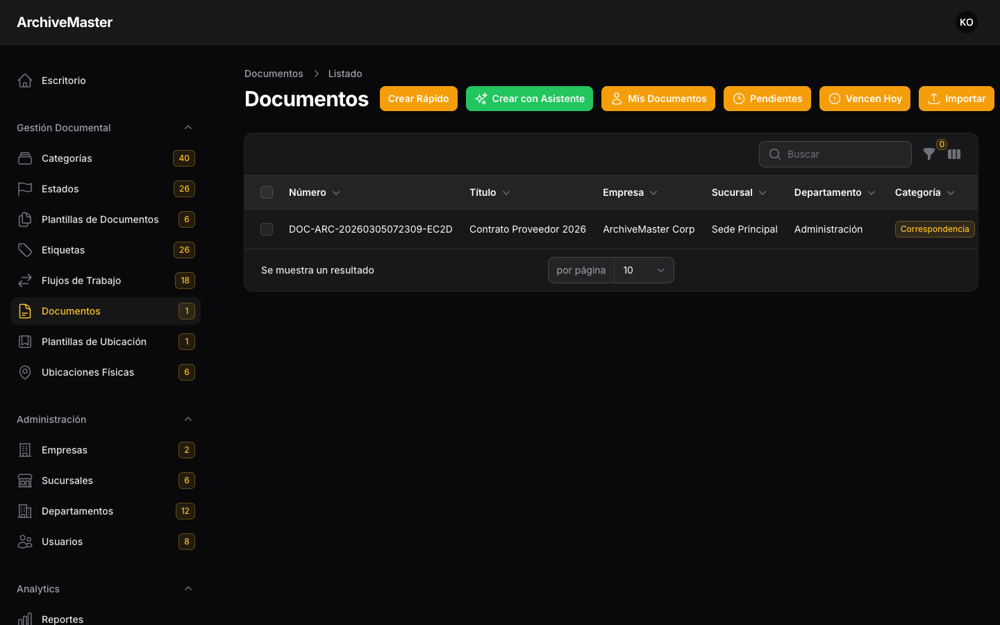 ArchiveMaster
KO
Escritorio
Gestión Documental
Categorías 40
Estados 26
Plantillas de Documentos 6
Etiquetas 26
Flujos de Trabajo 18
Documentos 1
Plantillas de Ubicación 1
Ubicaciones Físicas 6
Administración
Empresas 2
Sucursales 6
Departamentos 12
Usuarios 8
Analytics
Reportes
Documentos Listado
Documentos
Crear Rápido
Crear con Asistente
Mis Documentos
Pendientes
Vencen Hoy
Importar
Buscar
0
Número Título Empresa Sucursal Departamento Categoría
DOC-ARC-20260305072309-EC2D Contrato Proveedor 2026 ArchiveMaster Corp Sede Principal Administración Correspondencia
Se muestra un resultado
por página 10